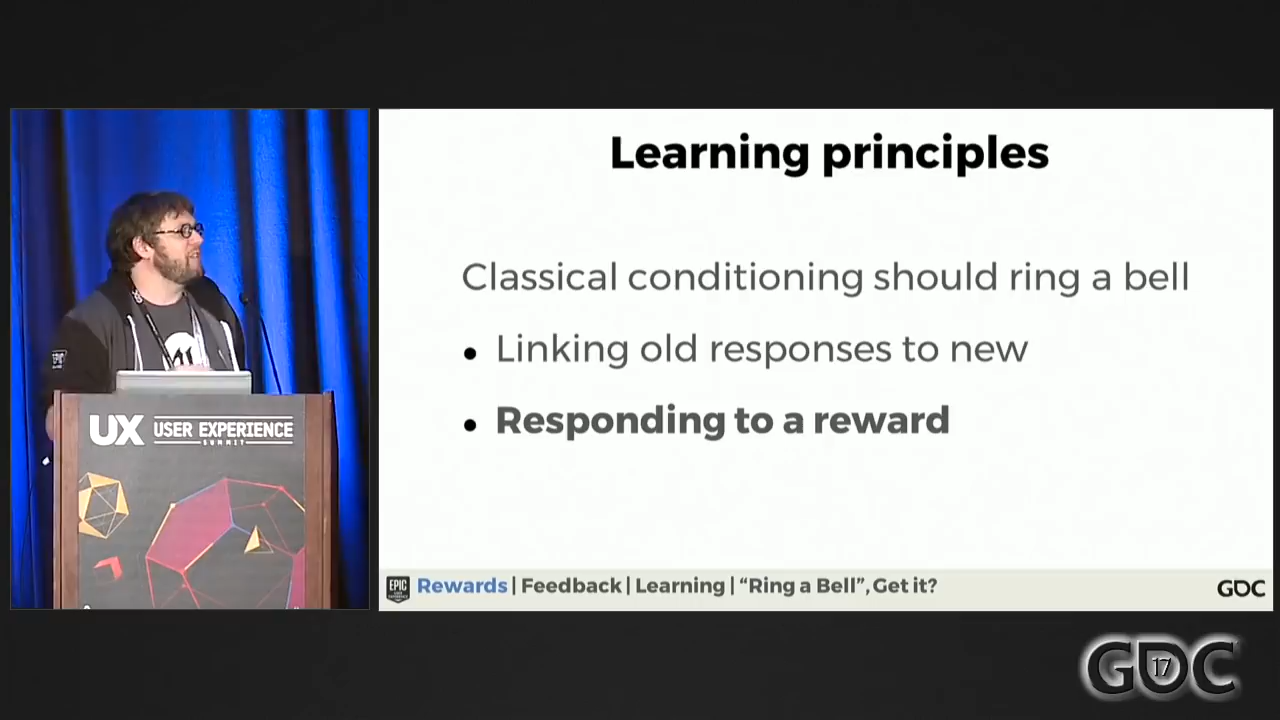 Learning principles
Classical conditioning should ring a bell
Linking old responses to new
Responding to a reward
EPIC
Rewards | Feedback | Learning | “Ring a Bell”, Get it?
GDC
EPIC
UX USER EXPERIENCE
SUMMIT
GDC
17